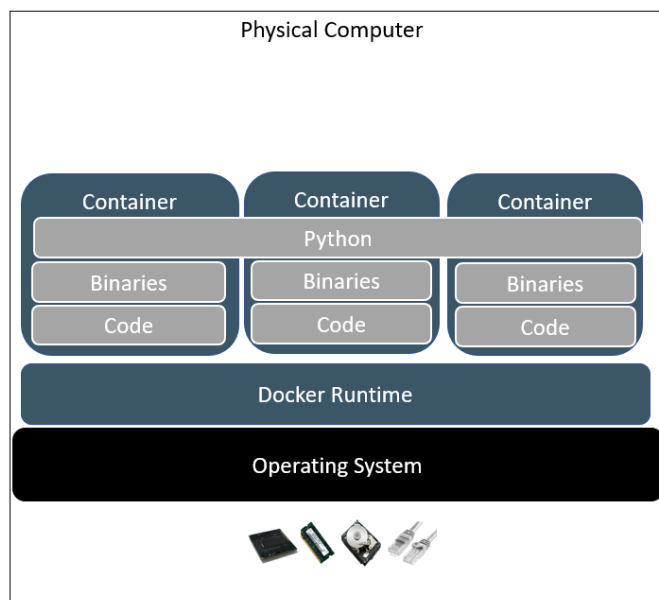 Physical Computer
Container
Container
Container
Python
Binaries
Binaries
Binaries
Code
Code
Code
Docker Runtime
Operating System